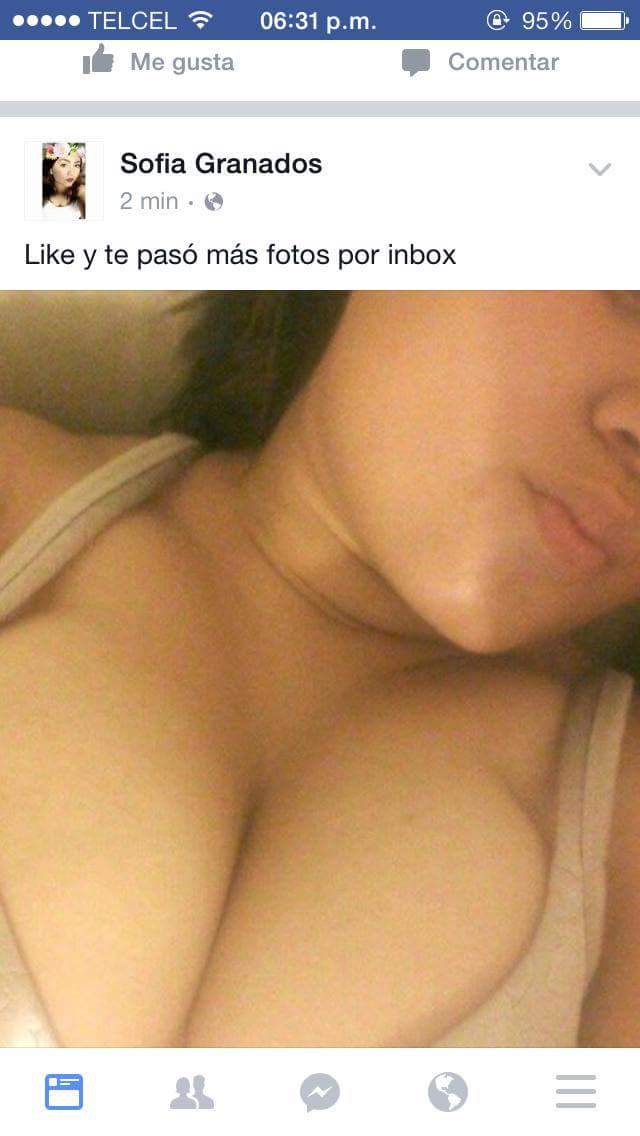 TELCEL 06:31 p.m. 95%
Me gusta Comentar
Sofia Granados
2 min ·
Like y te pasó más fotos por inbox